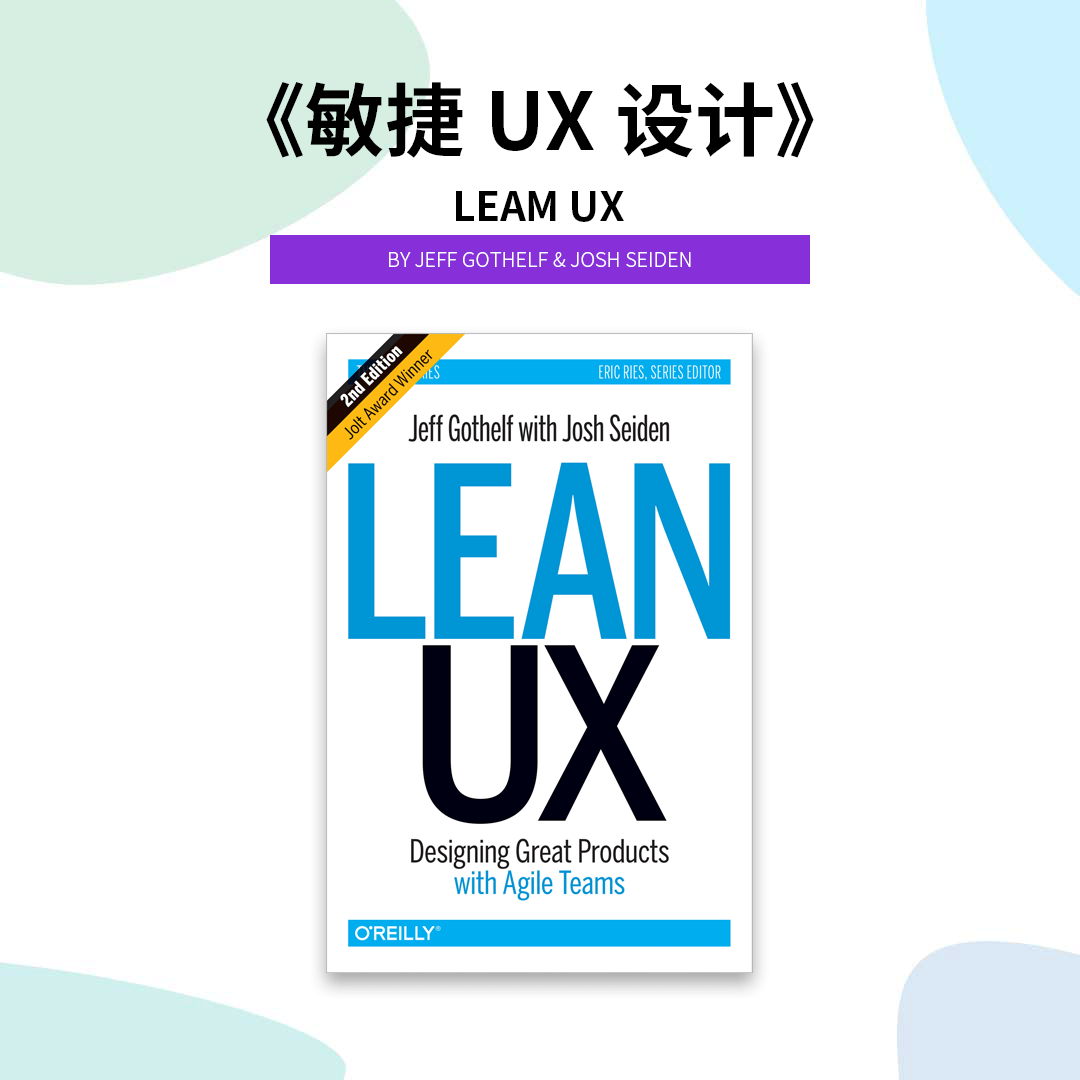 《敏捷 UX 设计》
LEAM UX
BY JEFF GOTHELF & JOSH SEIDEN
2nd Edition
Jolt Award Winner
ERIC RIES, SERIES EDITOR
Jeff Gothelf with Josh Seiden
LEAN
UX
Designing Great Products
with Agile Teams
O'REILLY®